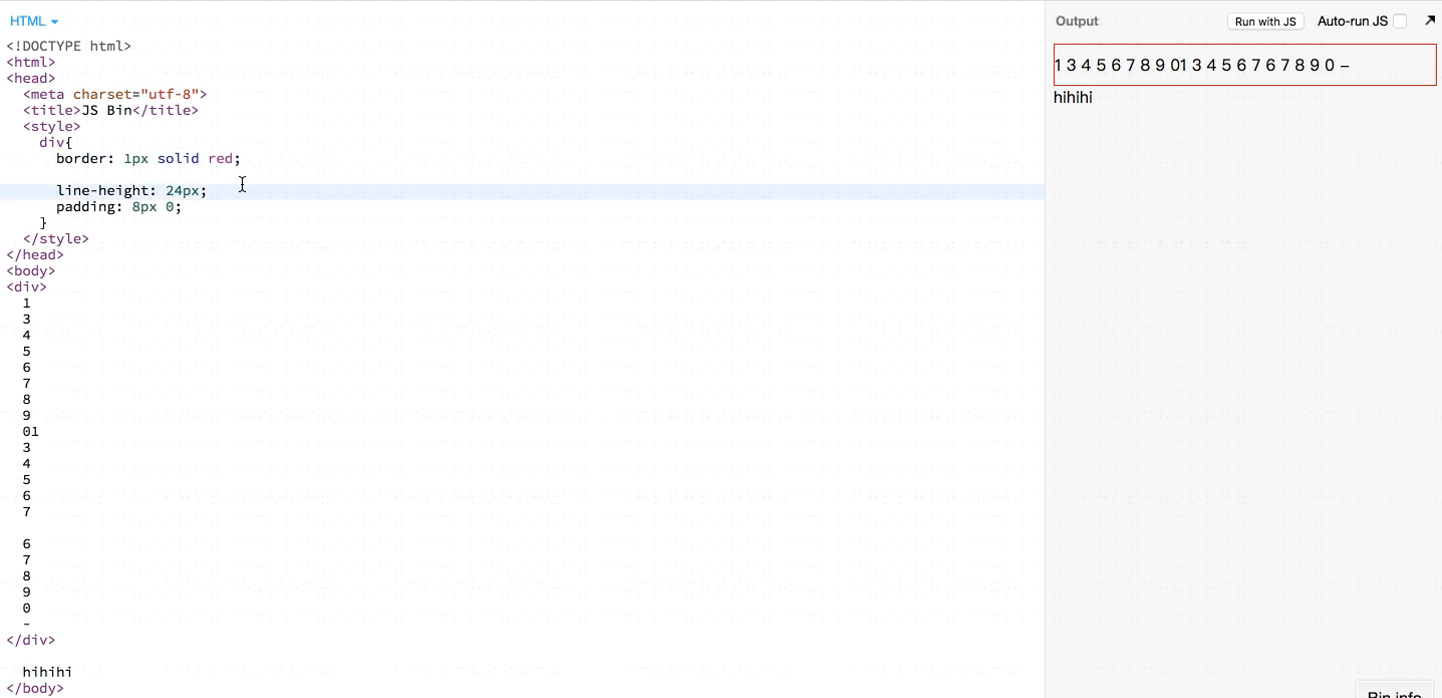 HTML
<!DOCTYPE html>
<html>
<head>
<meta charset="utf-8">
<title>JS Bin</title>
<style>
div{
border: 1px solid red;
line-height: 24px;
padding: 8px 0;
}
</style>
</head>
<body>
<div>
1
3
4
5
6
7
8
9
01
3
4
5
6
7
6
7
8
9
0
-
</div>
hihihi
</body>
Output Run with JS Auto-run JS
1 3 4 5 6 7 8 9 01 3 4 5 6 7 6 7 8 9 0 –
hihihi
Bin info